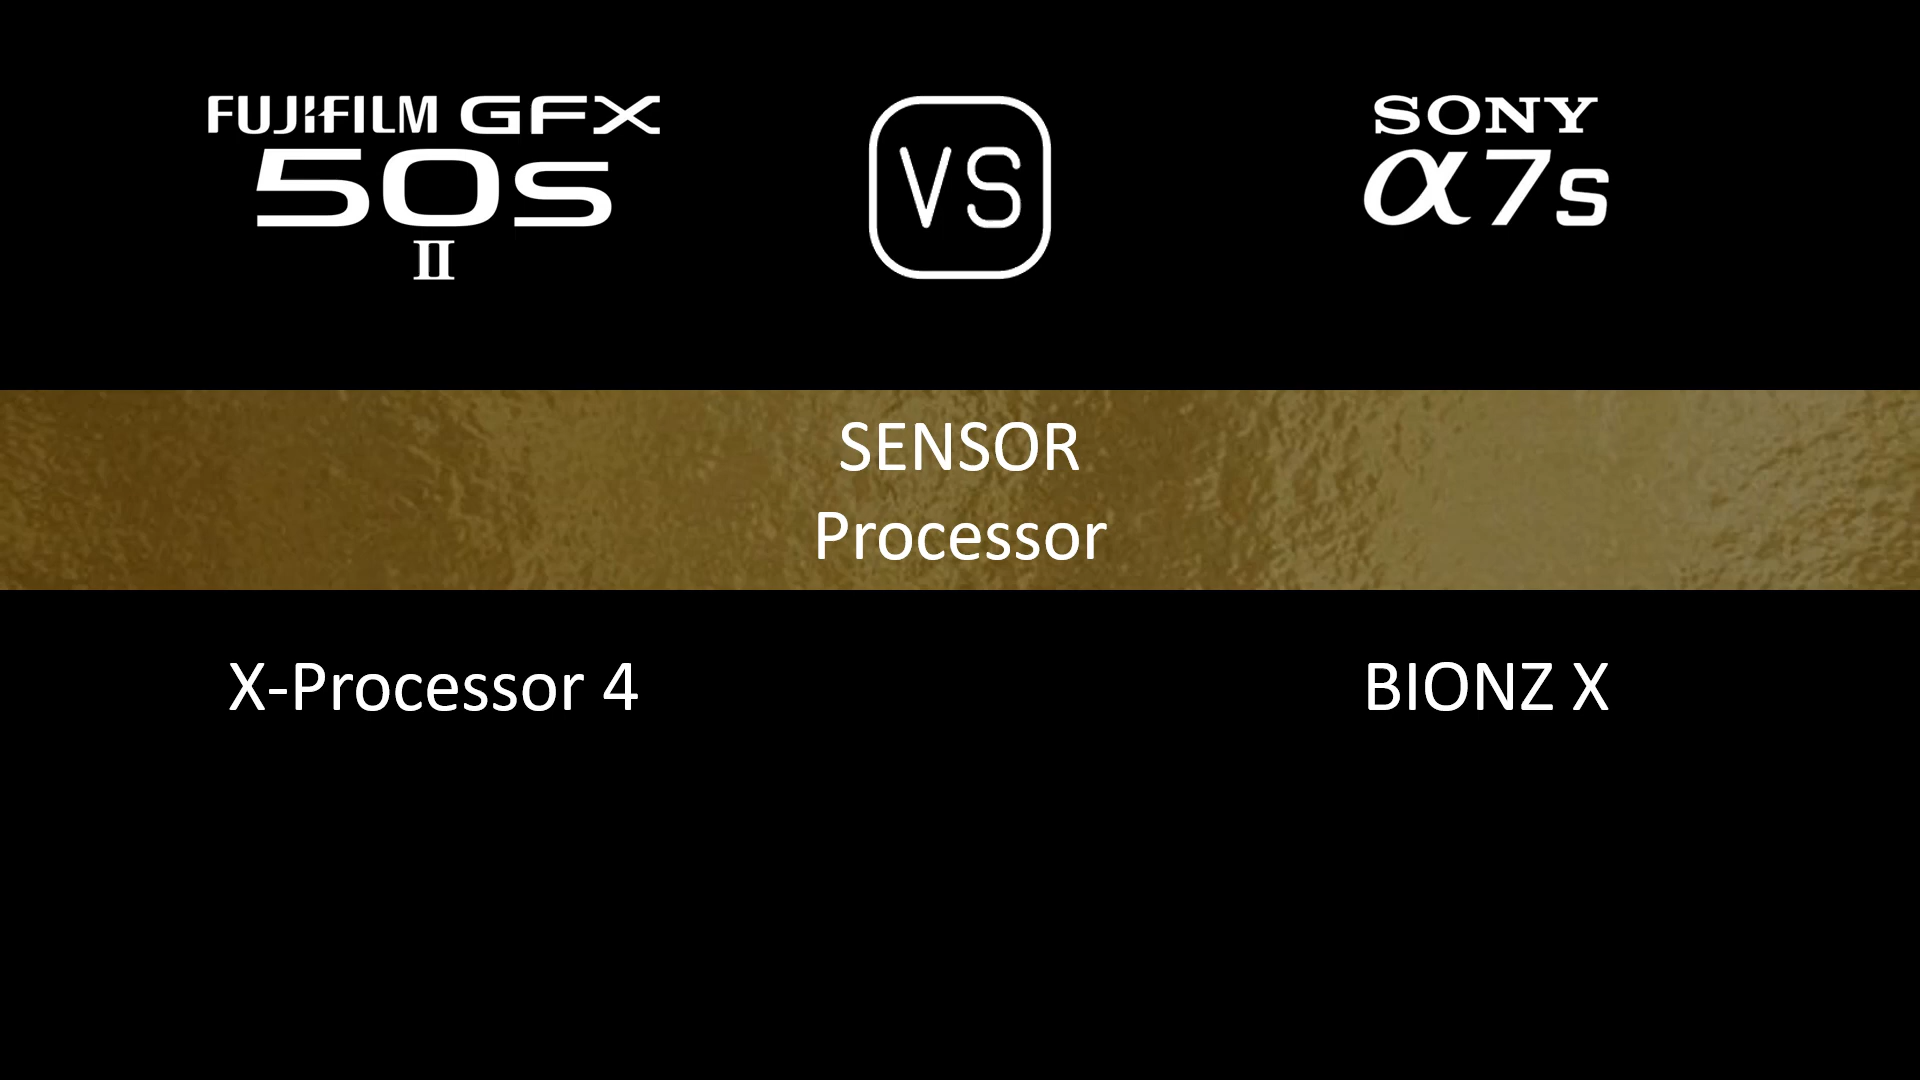 FUJIFILM GFX
50s
II
VS
SONY
α7s
SENSOR
Processor
X-Processor 4
BIONZ X